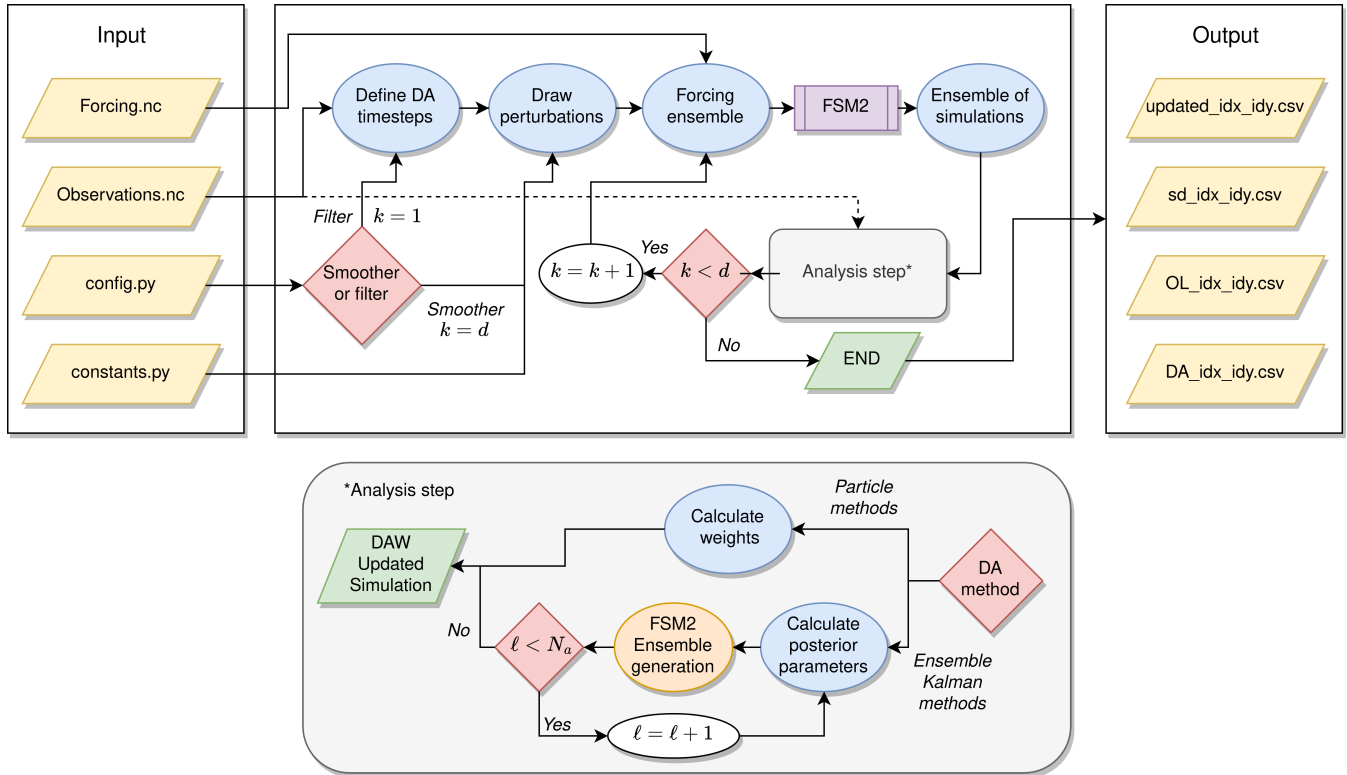 Input
Forcing.nc
Observations.nc
config.py
constants.py
Define DA
timesteps
Draw
perturbations
Forcing
ensemble
FSM2
Ensemble of
simulations
Filter k = 1
Smoother
or filter
Smoother
k = d
k = k + 1
Yes
k < d
Analysis step*
No
END
Output
updated_idx_idy.csv
sd_idx_idy.csv
OL_idx_idy.csv
DA_idx_idy.csv
*Analysis step
DAW
Updated
Simulation
Calculate
weights
Particle
methods
DA
method
No
ℓ < Nₐ
FSM2
Ensemble
generation
Calculate
posterior
parameters
Ensemble
Kalman
methods
Yes
ℓ = ℓ + 1